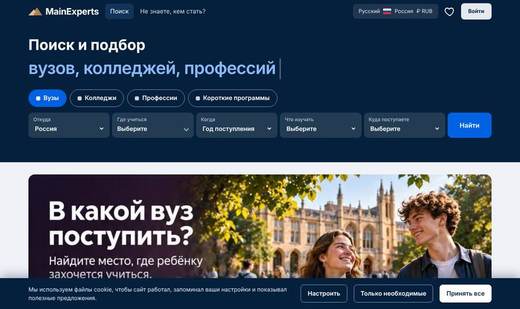 MainExperts
Поиск
Не знаете, кем стать?
Русский
Россия
₽ RUB
Войти
Поиск и подбор
вузов, колледжей, профессий
Вузы
Колледжи
Профессии
Короткие программы
Откуда
Россия
Где учиться
Выберите
Когда
Год поступления
Что изучать
Выберите
Куда поступаете
Выберите
Найти
В какой вуз
поступить?
Найдите место, где ребёнку
захочется учиться.
Мы используем файлы cookie, чтобы сайт работал, запоминал ваши настройки и показывал
полезные предложения.
Настроить
Только необходимые
Принять все